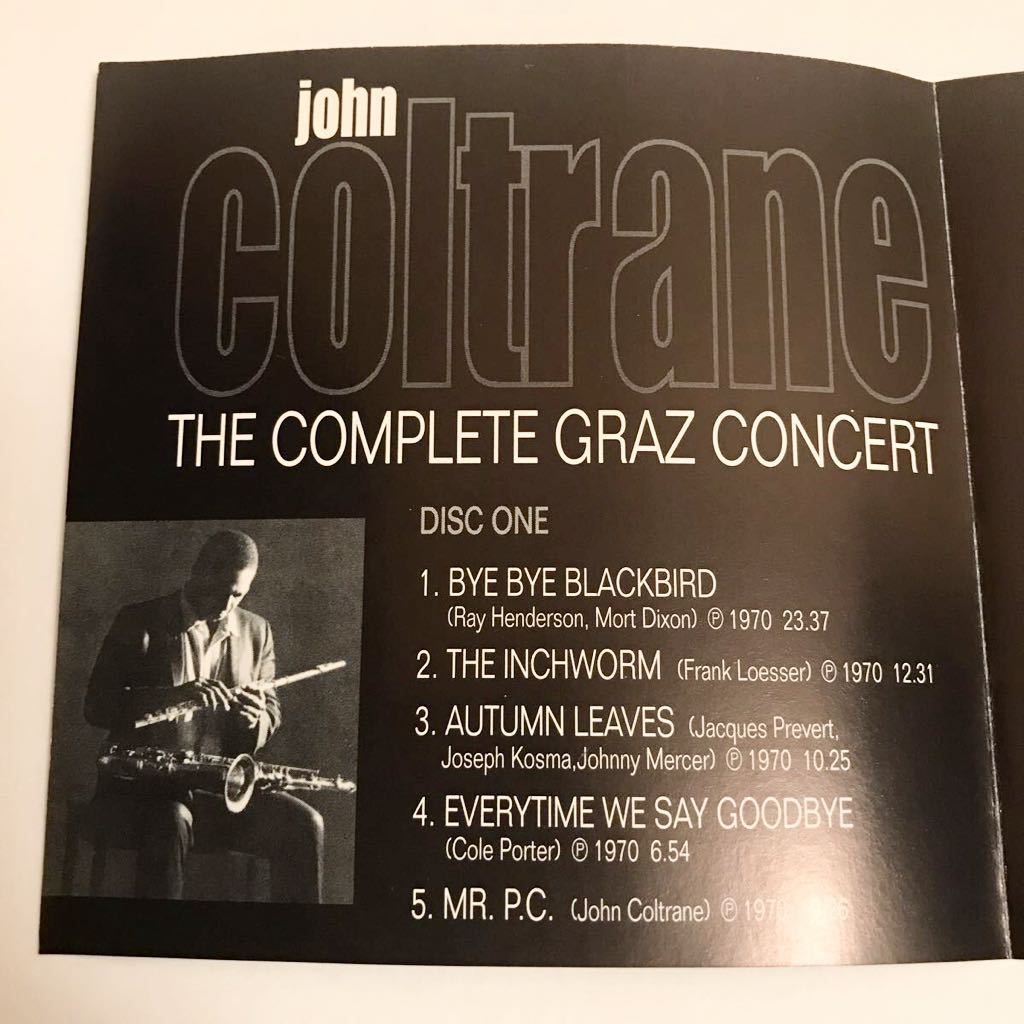 john
coltrane
THE COMPLETE GRAZ CONCERT
DISC ONE
1. BYE BYE BLACKBIRD
(Ray Henderson, Mort Dixon) ℗ 1970 23.37
2. THE INCHWORM (Frank Loesser) ℗ 1970 12.31
3. AUTUMN LEAVES (Jacques Prevert,
Joseph Kosma,Johnny Mercer) ℗ 1970 10.25
4. EVERYTIME WE SAY GOODBYE
(Cole Porter) ℗ 1970 6.54
5. MR. P.C. (John Coltrane) ℗